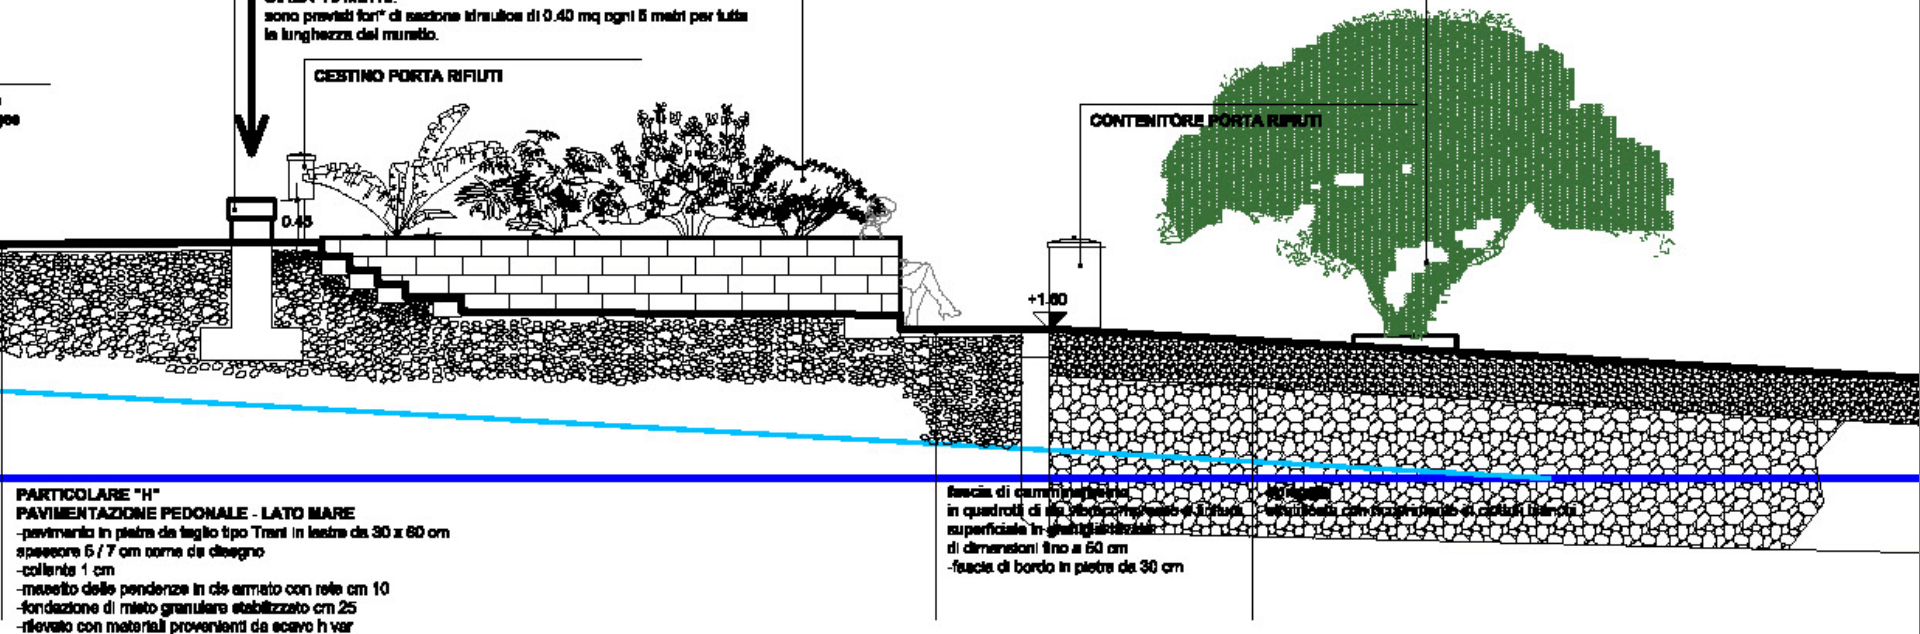 sono previsti fori* di sezione idraulica di 0.40 mq ogni 5 metri per tutta
la lunghezza del muretto.
CESTINO PORTA RIFIUTI
CONTENITORE PORTA RIFIUTI
0.45
+1.60
PARTICOLARE "H"
PAVIMENTAZIONE PEDONALE - LATO MARE
-pavimento in pietra da taglio tipo Trani in lastre da 30 x 60 cm
spessore 5 / 7 cm come da disegno
-collante 1 cm
-massetto delle pendenze in cls armato con rete cm 10
-fondazione di misto granulare stabilizzato cm 25
-rilevato con materiali provenienti da scavo h var
fascia di
in quadrotti di
superficiale in
di dimensioni fino a 50 cm
-fascia di bordo in pietra da 30 cm